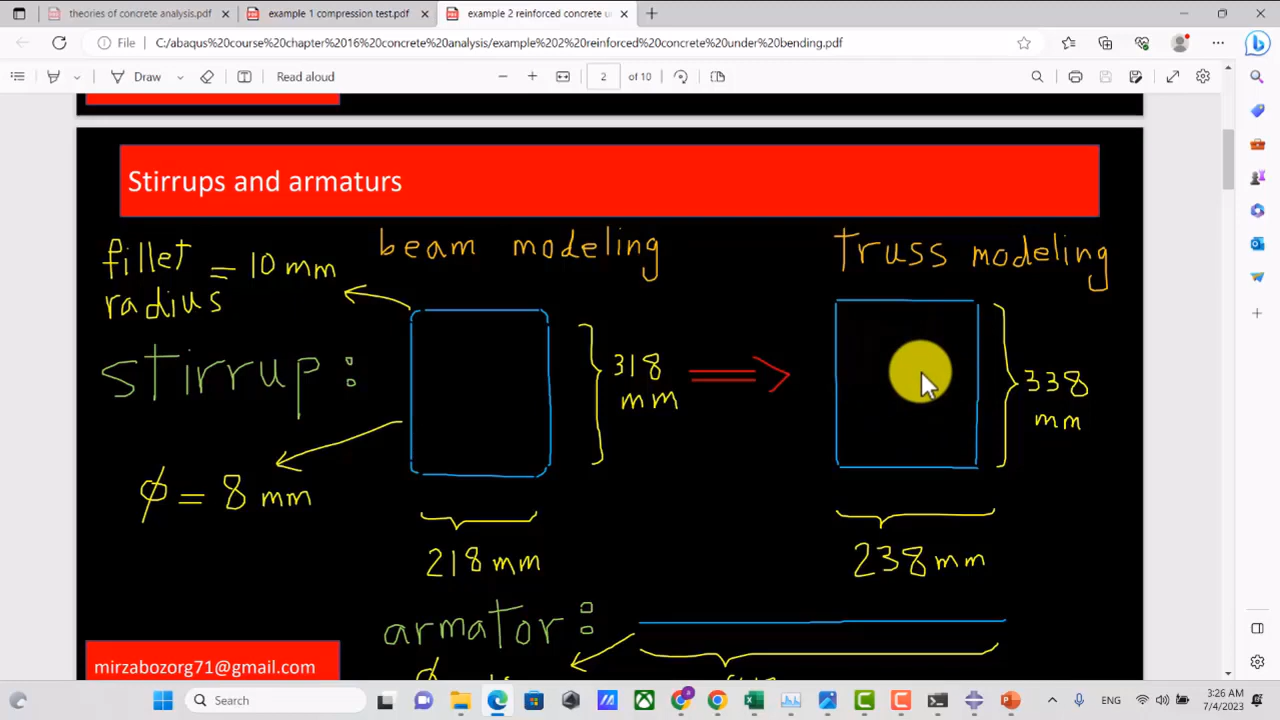 theories of concrete analysis.pdf
example 1 compression test.pdf
example 2 reinforced concrete u
File
C:/abaqus%20course%20chapter%2016%20concrete%20analysis/example%202%20reinforced%20concrete%20under%20bending.pdf
Draw
Read aloud
2
of 10
Stirrups and armaturs
fillet radius = 10 mm
beam modeling
truss modeling
stirrup :
318 mm
338 mm
ϕ = 8 mm
218 mm
238 mm
armator :
ϕ
mirzabozorg71@gmail.com
Search
ENG
3:26 AM
7/4/2023